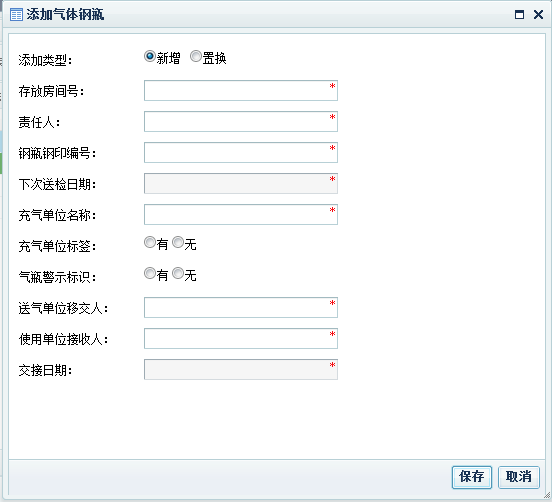 添加气体钢瓶
添加类型： 新增 置换
存放房间号： *
责任人： *
钢瓶钢印编号： *
下次送检日期： *
充气单位名称： *
充气单位标签： 有 无
气瓶警示标识： 有 无
送气单位移交人： *
使用单位接收人： *
交接日期： *
保存 取消